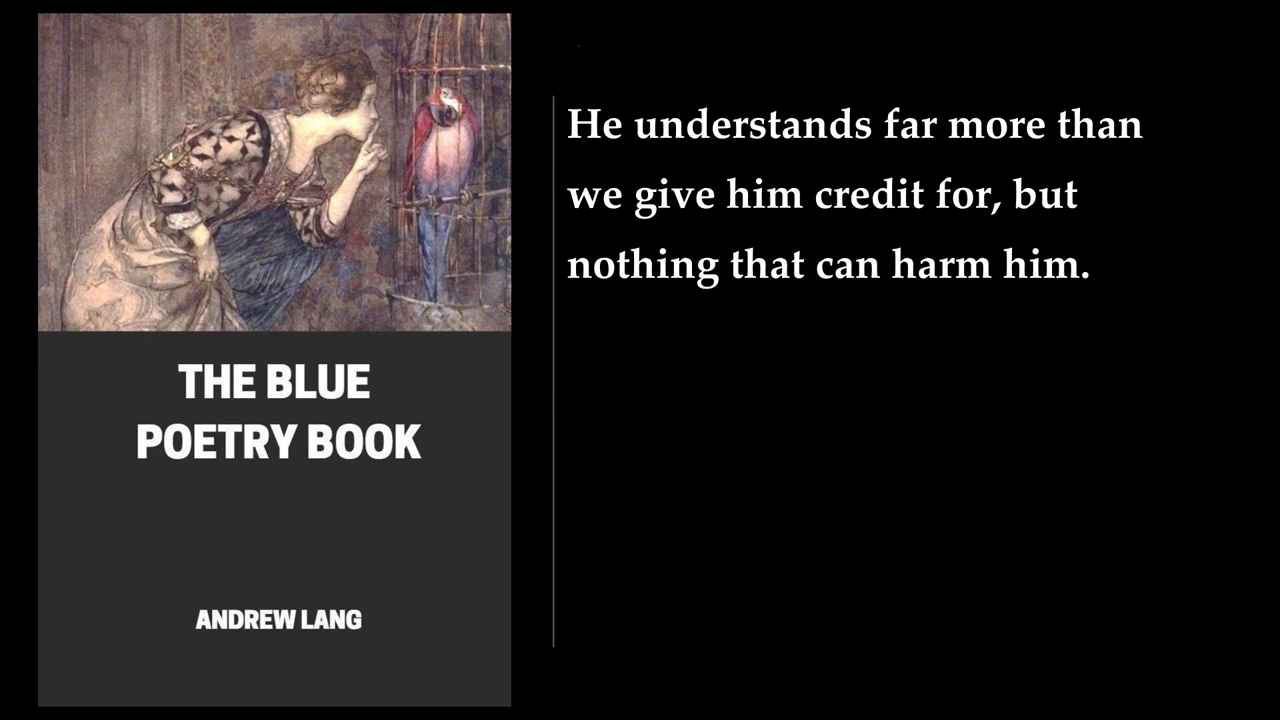 THE BLUE
POETRY BOOK
ANDREW LANG
He understands far more than
we give him credit for, but
nothing that can harm him.